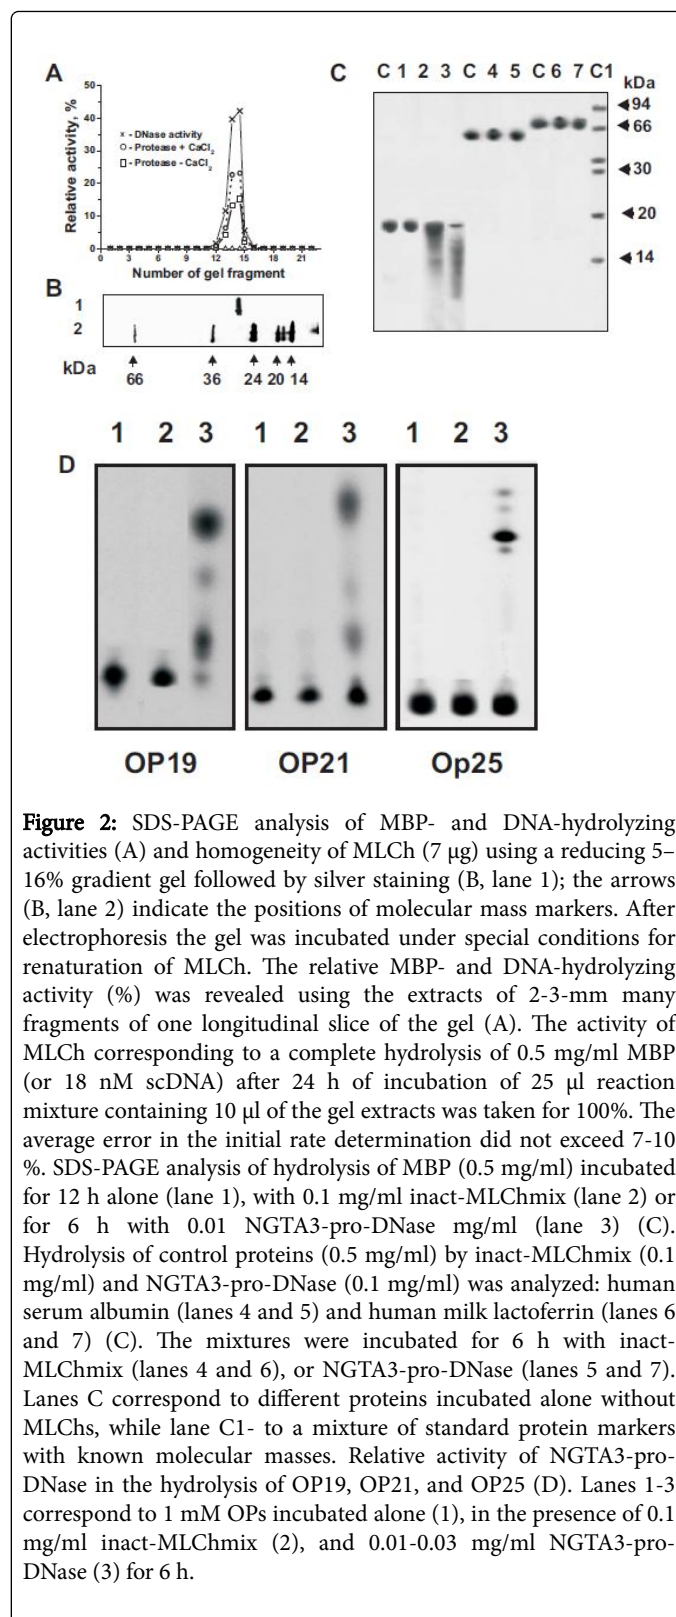 A
50
40
30
20
10
0
Relative activity, %
× - DNase activity
○ - Protease + CaCl₂
□ - Protease - CaCl₂
1 3 6 9 12 15 18 21
Number of gel fragment
B
1
2
kDa
66 36 24 20 14
C
C 1 2 3 C 4 5 C 6 7 C1
kDa
94
66
30
20
14
D
1 2 3 1 2 3 1 2 3
OP19 OP21 Op25
Figure 2: SDS-PAGE analysis of MBP- and DNA-hydrolyzing
activities (A) and homogeneity of MLCh (7 μg) using a reducing 5–
16% gradient gel followed by silver staining (B, lane 1); the arrows
(B, lane 2) indicate the positions of molecular mass markers. After
electrophoresis the gel was incubated under special conditions for
renaturation of MLCh. The relative MBP- and DNA-hydrolyzing
activity (%) was revealed using the extracts of 2-3-mm many
fragments of one longitudinal slice of the gel (A). The activity of
MLCh corresponding to a complete hydrolysis of 0.5 mg/ml MBP
(or 18 nM scDNA) after 24 h of incubation of 25 μl reaction
mixture containing 10 μl of the gel extracts was taken for 100%. The
average error in the initial rate determination did not exceed 7-10
%. SDS-PAGE analysis of hydrolysis of MBP (0.5 mg/ml) incubated
for 12 h alone (lane 1), with 0.1 mg/ml inact-MLChmix (lane 2) or
for 6 h with 0.01 NGTA3-pro-DNase mg/ml (lane 3) (C).
Hydrolysis of control proteins (0.5 mg/ml) by inact-MLChmix (0.1
mg/ml) and NGTA3-pro-DNase (0.1 mg/ml) was analyzed: human
serum albumin (lanes 4 and 5) and human milk lactoferrin (lanes 6
and 7) (C). The mixtures were incubated for 6 h with inact-
MLChmix (lanes 4 and 6), or NGTA3-pro-DNase (lanes 5 and 7).
Lanes C correspond to different proteins incubated alone without
MLChs, while lane C1- to a mixture of standard protein markers
with known molecular masses. Relative activity of NGTA3-pro-
DNase in the hydrolysis of OP19, OP21, and OP25 (D). Lanes 1-3
correspond to 1 mM OPs incubated alone (1), in the presence of 0.1
mg/ml inact-MLChmix (2), and 0.01-0.03 mg/ml NGTA3-pro-
DNase (3) for 6 h.